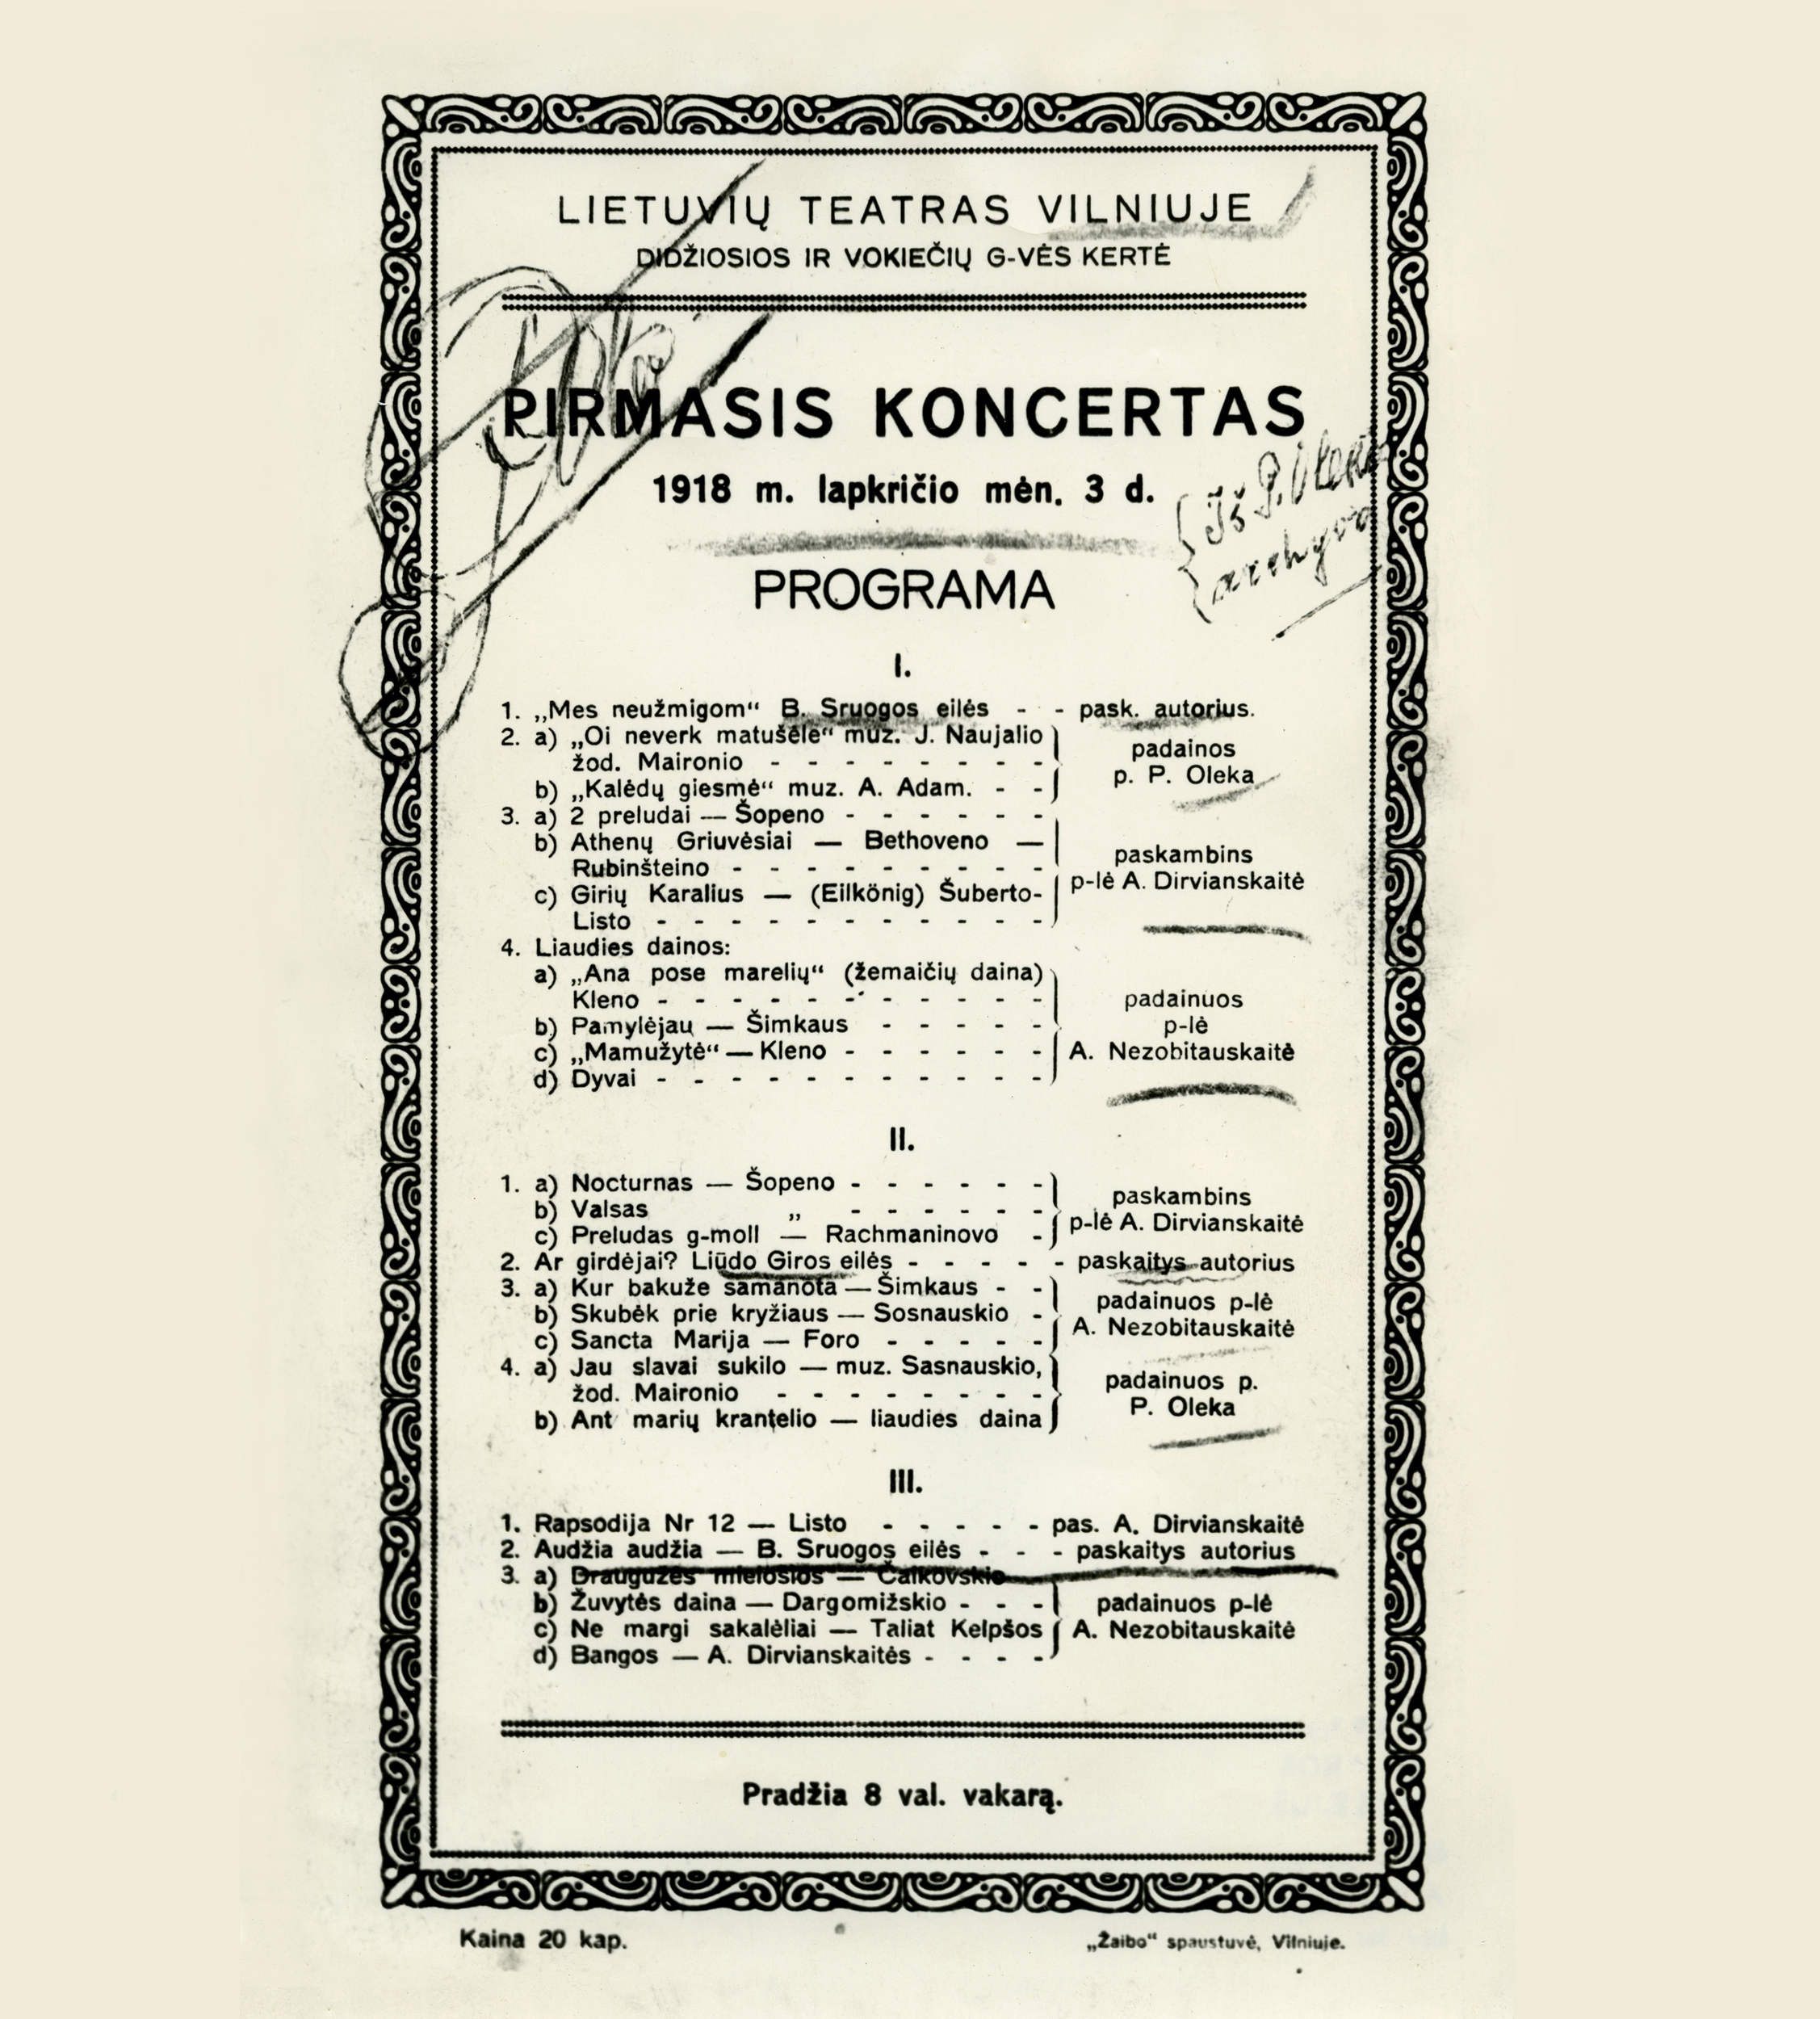 LIETUVIŲ TEATRAS VILNIUJE
DIDŽIOSIOS IR VOKIEČIŲ G-VĖS KERTĖ
PIRMASIS KONCERTAS
1918 m. lapkričio mėn. 3 d.
Iš P. Olekos
archyvo
PROGRAMA
I.
1. „Mes neužmigom“ B. Sruogos eilės - - pask. autorius.
2. a) „Oi neverk matušėle“ muz. J. Naujalio
žod. Maironio - - - - - - - -
b) „Kalėdų giesmė“ muz. A. Adam. - -
padainos
p. P. Oleka
3. a) 2 preludai — Šopeno - - - - - -
b) Athenų Griuvėsiai — Bethoveno —
Rubinšteino - - - - - - - - -
c) Girių Karalius — (Eilkönig) Šuberto-
Listo - - - - - - - - - - -
paskambins
p-lė A. Dirvianskaitė
4. Liaudies dainos:
a) „Ana pose marelių“ (žemaičių daina)
Kleno - - - - - - - - - - -
b) Pamylėjau — Šimkaus - - - - -
c) „Mamužytė“ — Kleno - - - - - -
d) Dyvai - - - - - - - - - - -
padainuos
p-lė
A. Nezobitauskaitė
II.
1. a) Nocturnas — Šopeno - - - - - -
b) Valsas „ - - - - - -
c) Preludas g-moll — Rachmaninovo -
paskambins
p-lė A. Dirvianskaitė
2. Ar girdėjai? Liūdo Giros eilės - - - - - paskaitys autorius
3. a) Kur bakuže samanota — Šimkaus - -
b) Skubėk prie kryžiaus — Sosnauskio -
c) Sancta Marija — Foro - - - - -
padainuos p-lė
A. Nezobitauskaitė
4. a) Jau slavai sukilo — muz. Sasnauskio,
žod. Maironio - - - - - - - -
b) Ant marių krantelio — liaudies daina
padainuos p.
P. Oleka
III.
1. Rapsodija Nr 12 — Listo - - - - - pas. A. Dirvianskaitė
2. Audžia audžia — B. Sruogos eilės - - - paskaitys autorius
3. a) Draugužės mielosios — Čaikovskio
b) Žuvytės daina — Dargomižskio - - -
c) Ne margi sakalėliai — Taliat Kelpšos
d) Bangos — A. Dirvianskaitės - - - -
padainuos p-lė
A. Nezobitauskaitė
Pradžia 8 val. vakarą.
Kaina 20 kap.
„Žaibo“ spaustuvė, Vilniuje.